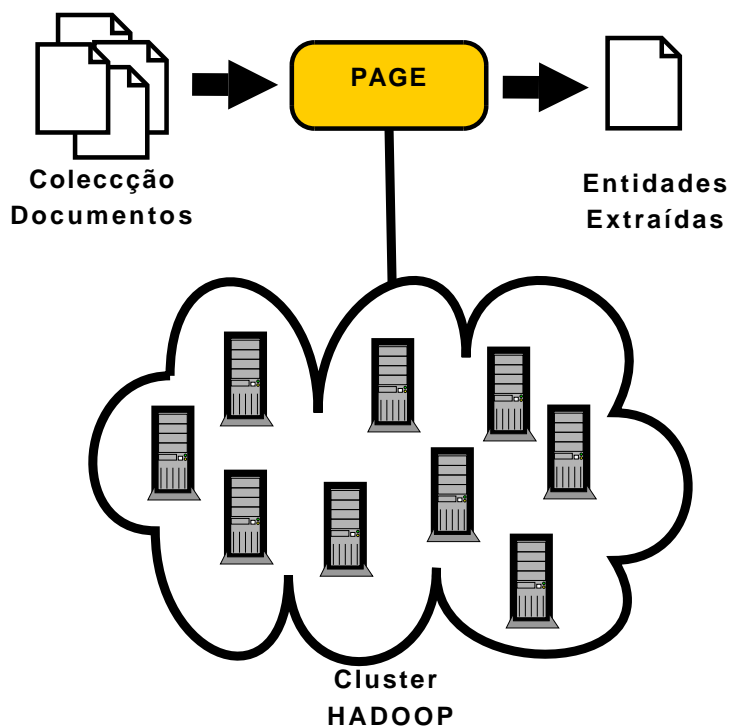 PAGE
Coleccção
Documentos
Entidades
Extraídas
Cluster
HADOOP